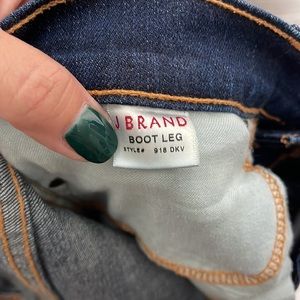 J BRAND
BOOT LEG
STYLE# 918 DKV